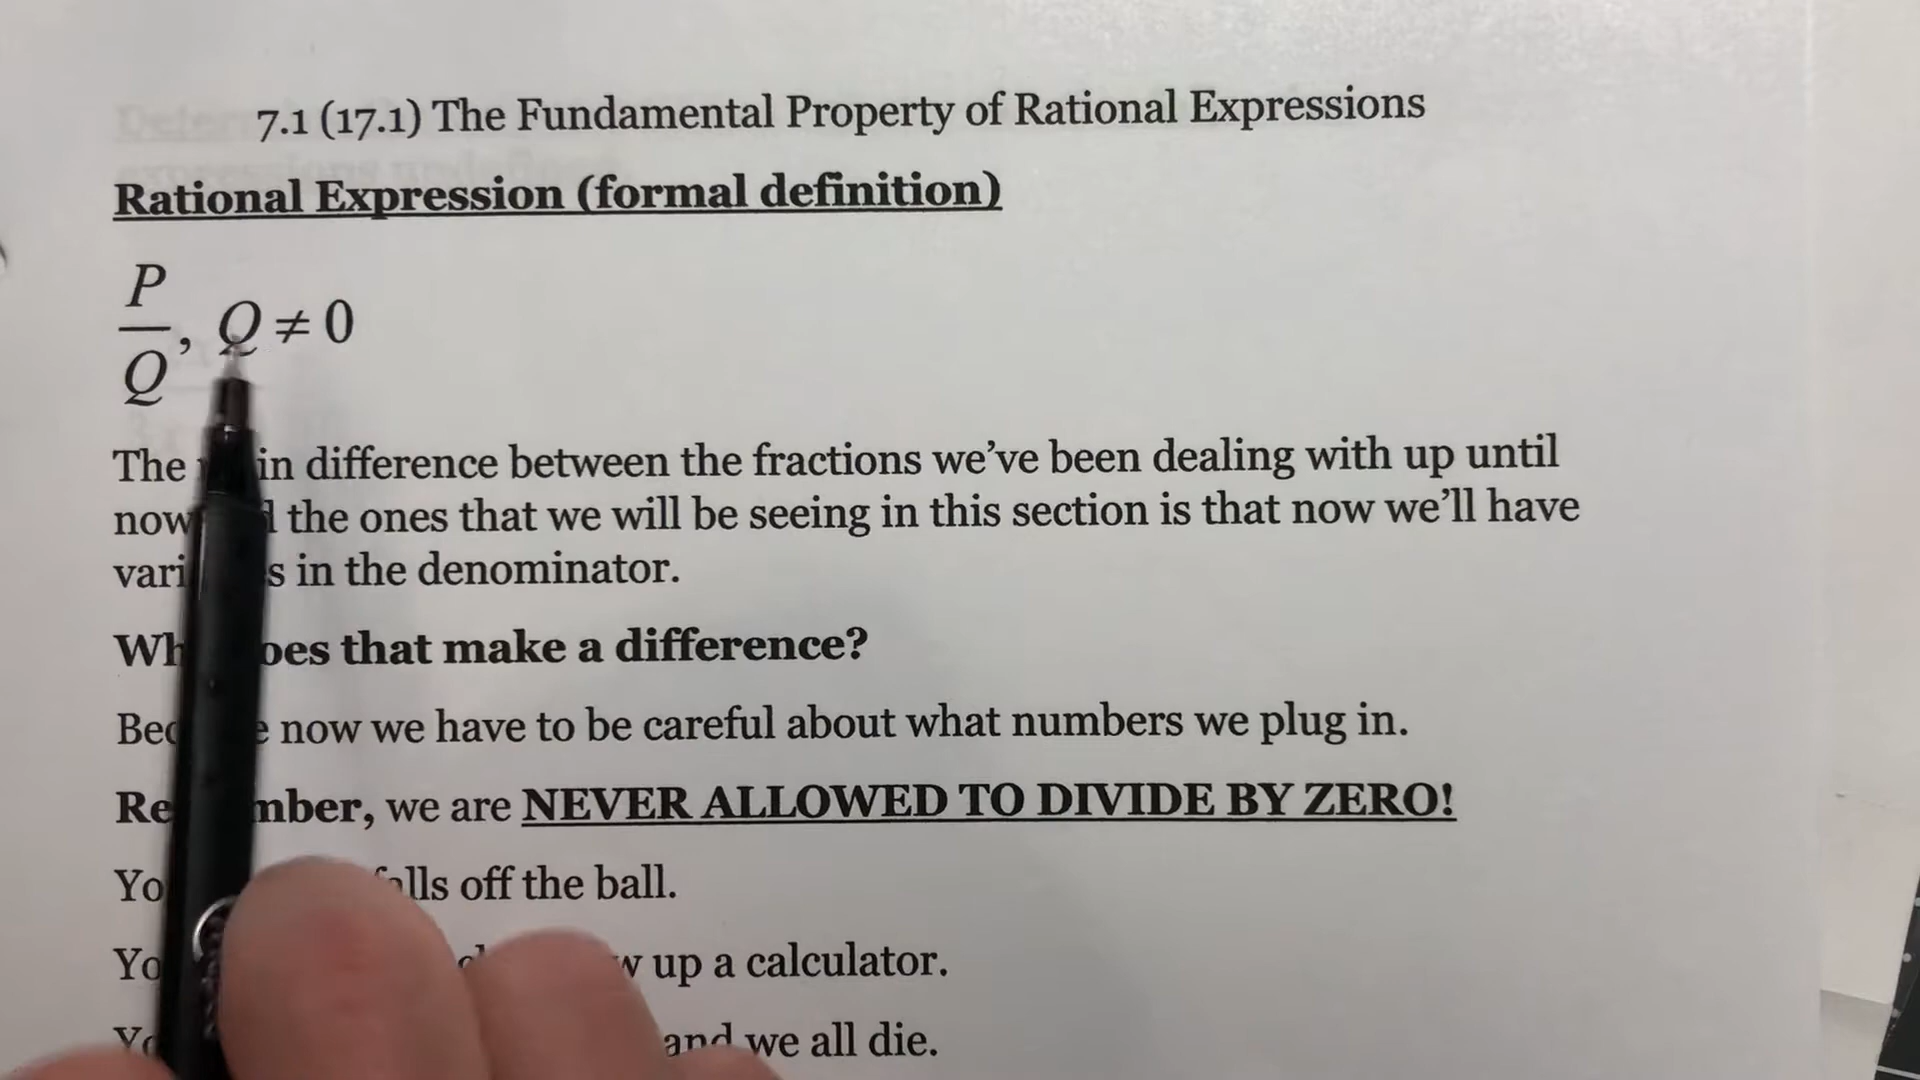 7.1 (17.1) The Fundamental Property of Rational Expressions
Rational Expression (formal definition)
P
—, Q ≠ 0
Q
The in difference between the fractions we’ve been dealing with up until
now the ones that we will be seeing in this section is that now we’ll have
in the denominator.
that make a difference?
now we have to be careful about what numbers we plug in.
Remember, we are NEVER ALLOWED TO DIVIDE BY ZERO!
falls off the ball.
up a calculator.
and we all die.